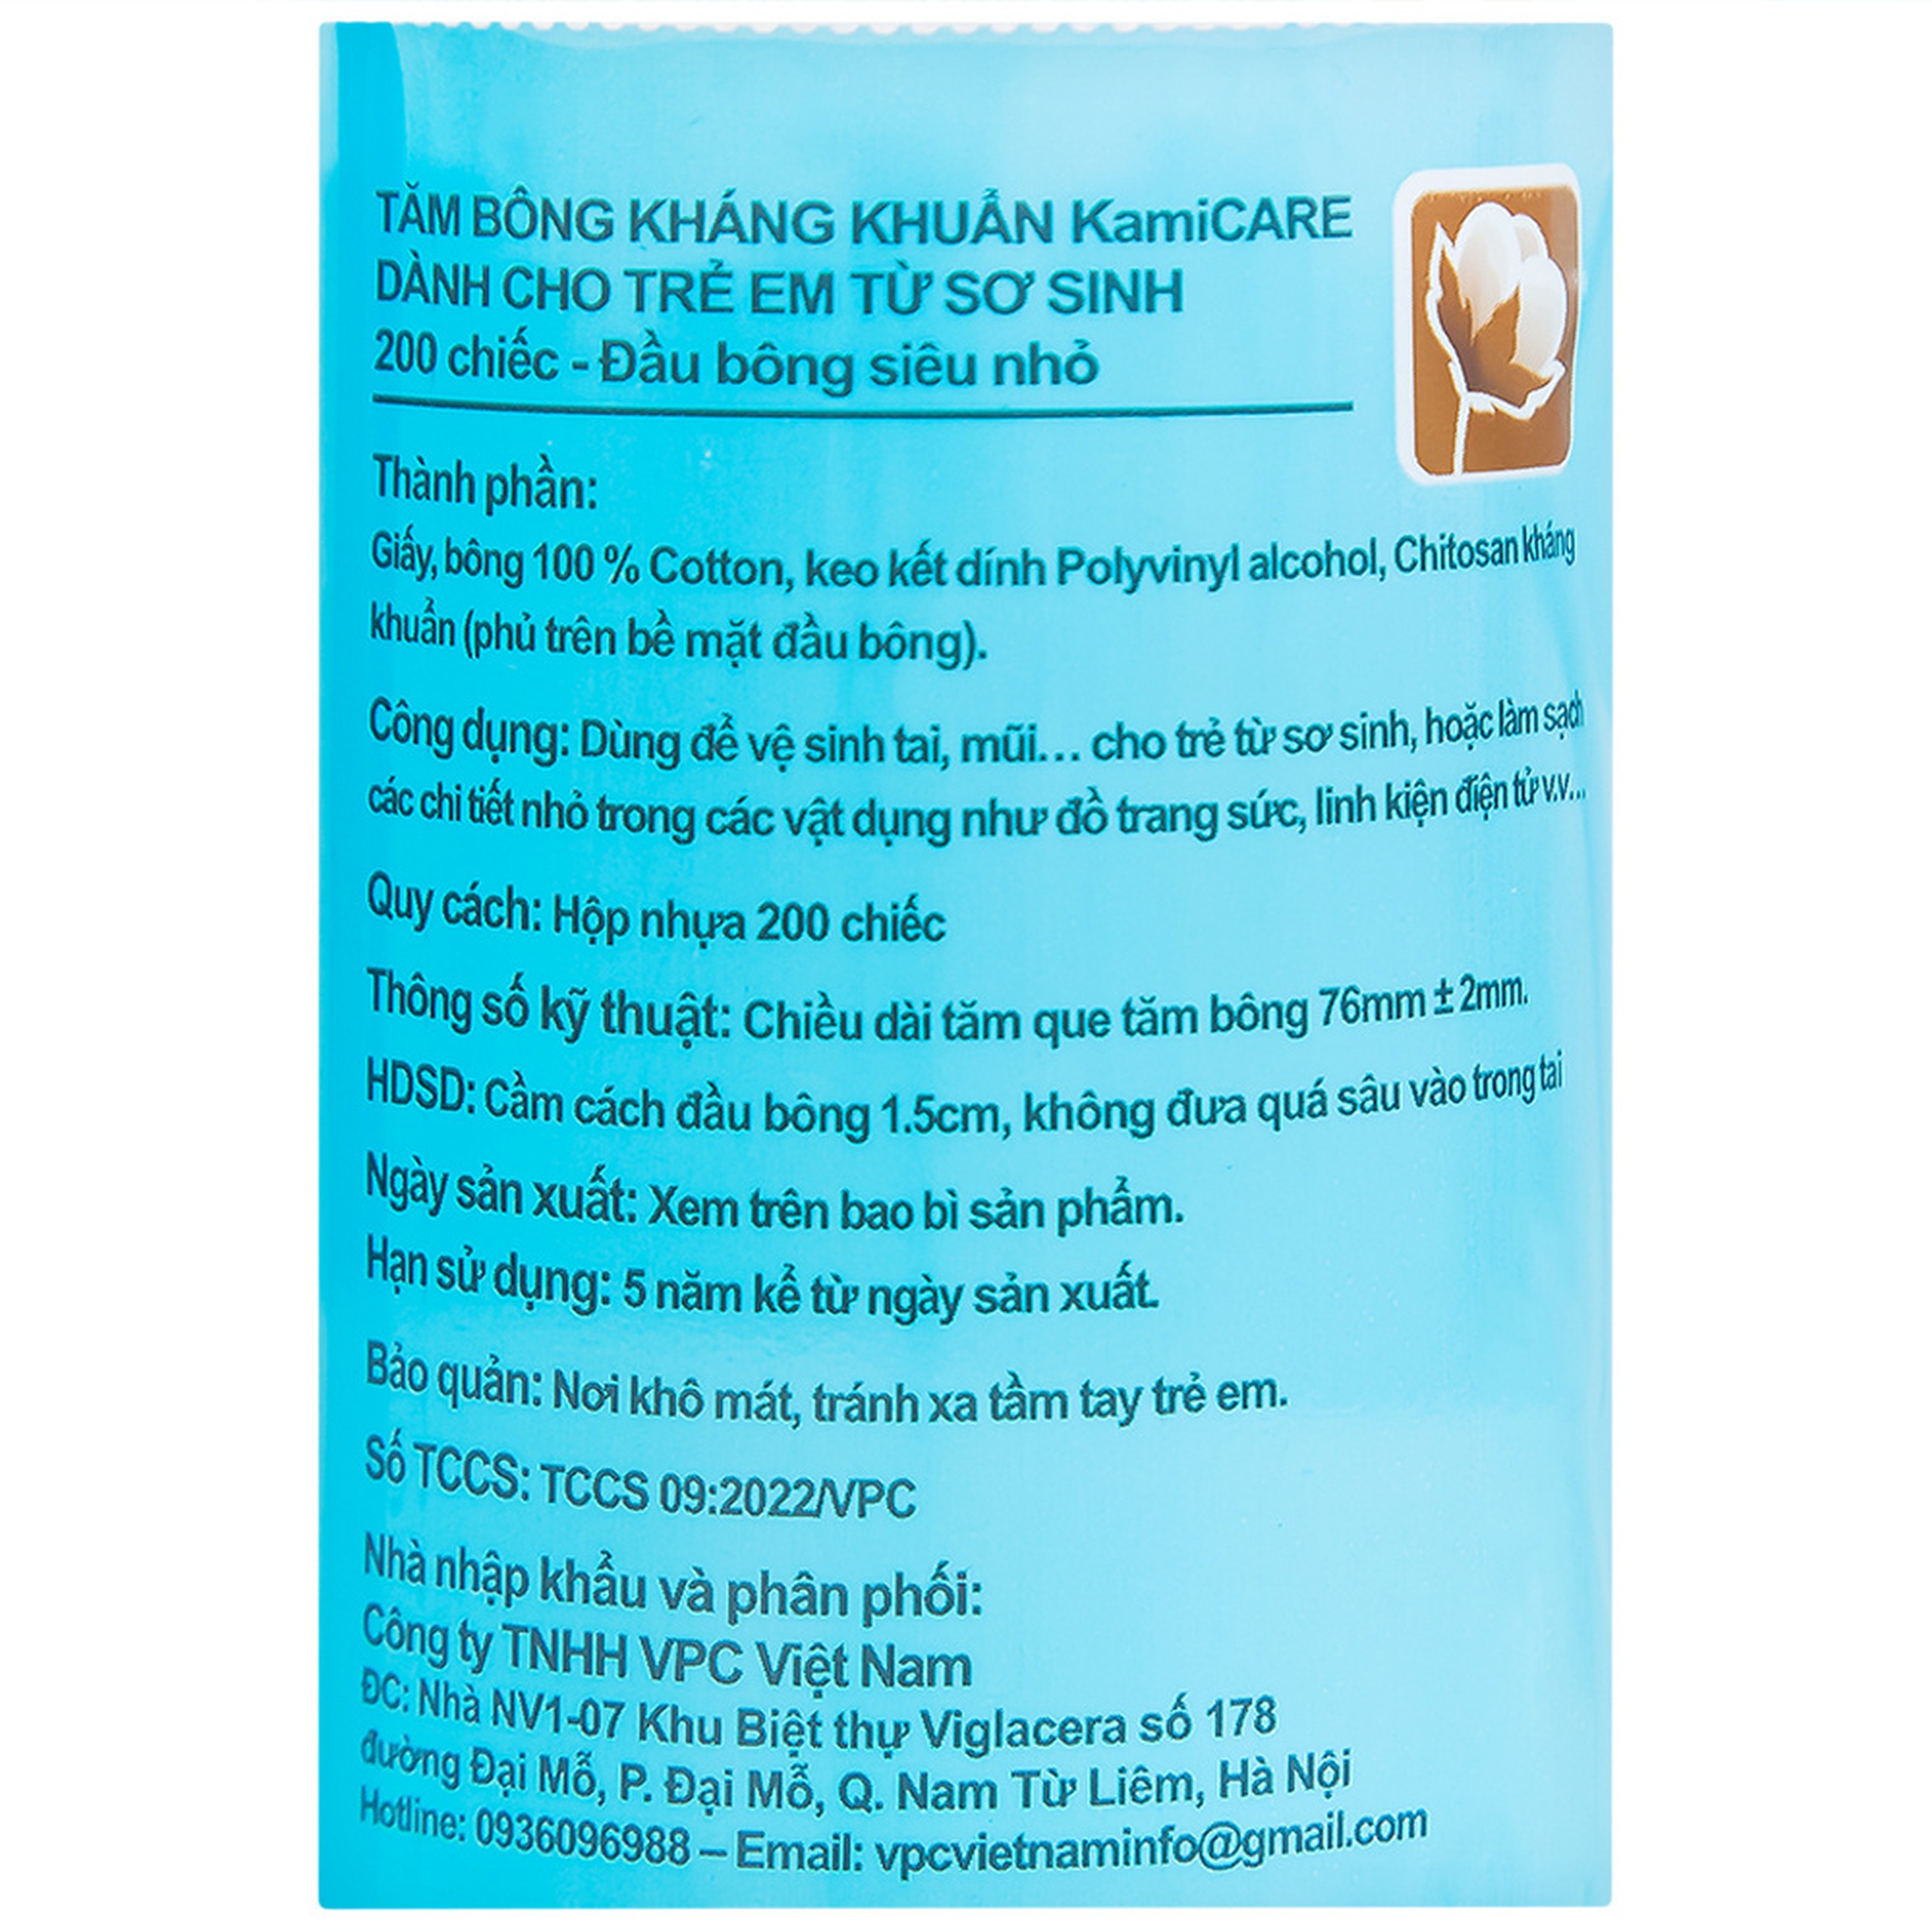 TĂM BÔNG KHÁNG KHUẨN KamiCARE
DÀNH CHO TRẺ EM TỪ SƠ SINH
200 chiếc - Đầu bông siêu nhỏ
Thành phần:
Giấy, bông 100 % Cotton, keo kết dính Polyvinyl alcohol, Chitosan kháng
khuẩn (phủ trên bề mặt đầu bông).
Công dụng: Dùng để vệ sinh tai, mũi... cho trẻ từ sơ sinh, hoặc làm sạch
các chi tiết nhỏ trong các vật dụng như đồ trang sức, linh kiện điện tử v.v...
Quy cách: Hộp nhựa 200 chiếc
Thông số kỹ thuật: Chiều dài tăm que tăm bông 76mm ± 2mm.
HDSD: Cầm cách đầu bông 1.5cm, không đưa quá sâu vào trong tai
Ngày sản xuất: Xem trên bao bì sản phẩm.
Hạn sử dụng: 5 năm kể từ ngày sản xuất.
Bảo quản: Nơi khô mát, tránh xa tầm tay trẻ em.
Số TCCS: TCCS 09:2022/VPC
Nhà nhập khẩu và phân phối:
Công ty TNHH VPC Việt Nam
ĐC: Nhà NV1-07 Khu Biệt thự Viglacera số 178
đường Đại Mỗ, P. Đại Mỗ, Q. Nam Từ Liêm, Hà Nội
Hotline: 0936096988 – Email: vpcvietnaminfo@gmail.com